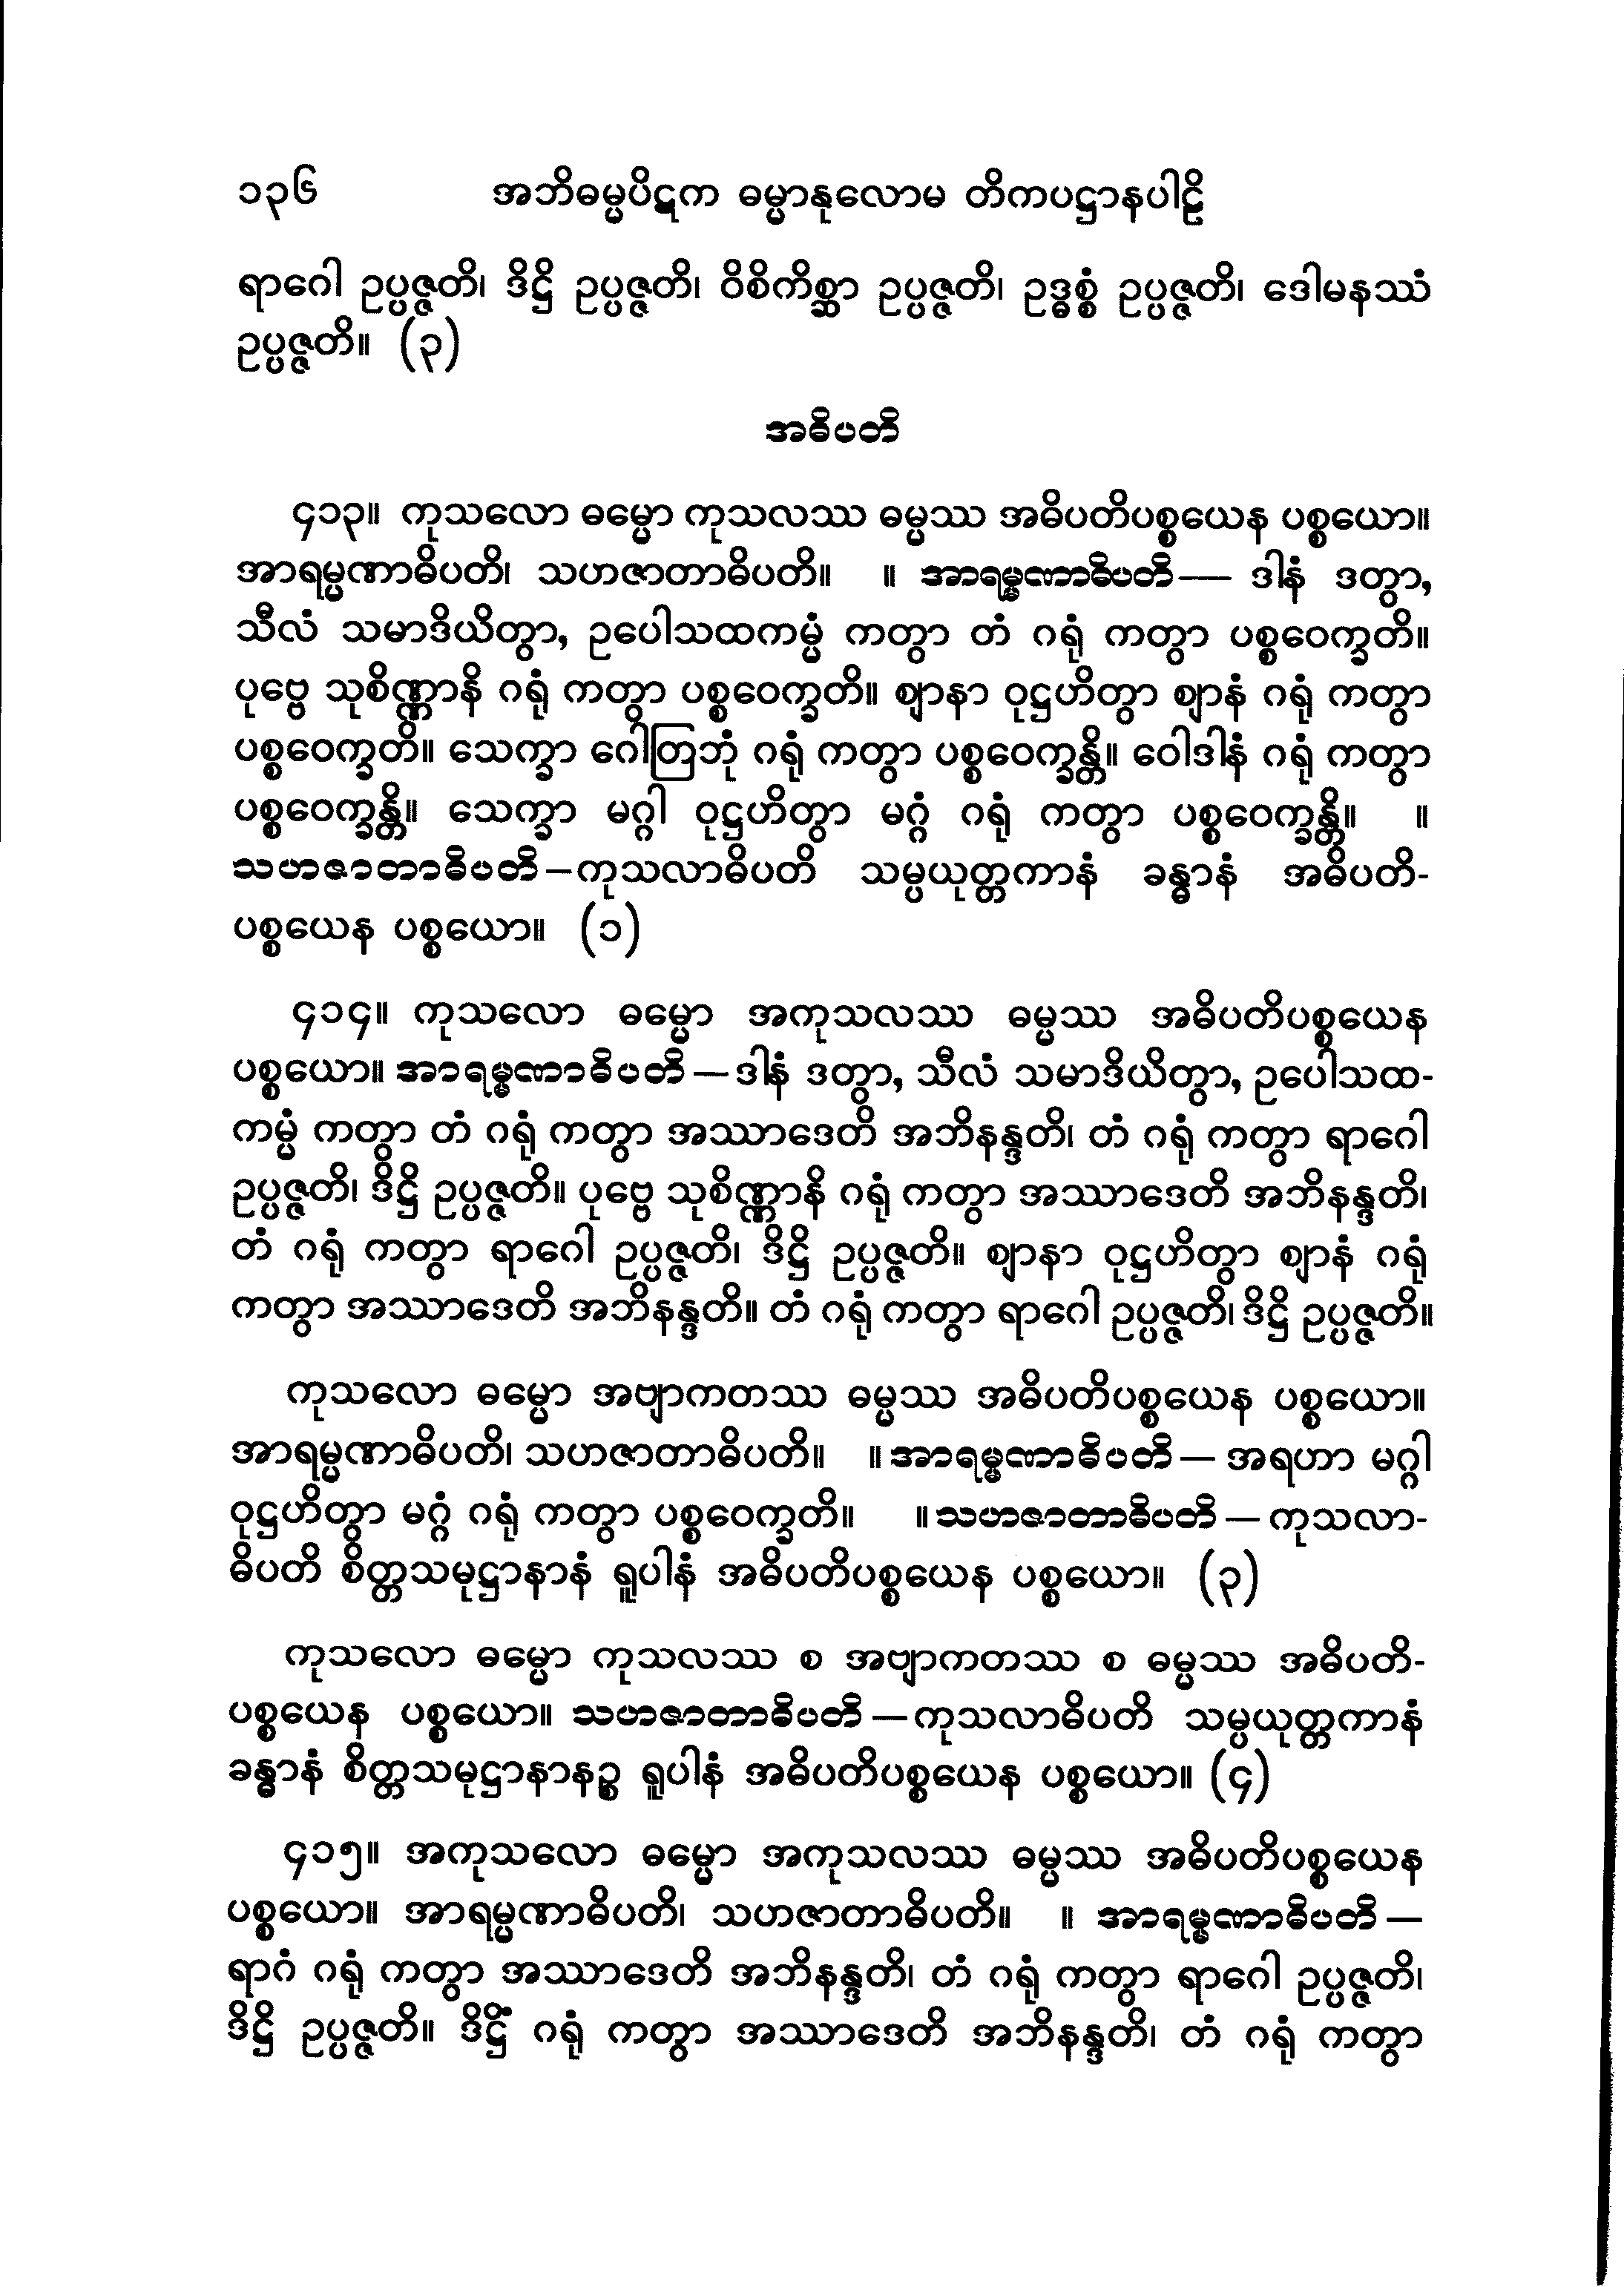 ၁၃၆ အဘိဓမ္မပိဋက ဓမ္မာနုလောမ တိကပဋ္ဌာနပါဠိ
ရာဂေါ ဥပ္ပဇ္ဇတိ၊ ဒိဋ္ဌိ ဥပ္ပဇ္ဇတိ၊ ဝိစိကိစ္ဆာ ဥပ္ပဇ္ဇတိ၊ ဥဒ္ဓစ္စံ ဥပ္ပဇ္ဇတိ၊ ဒေါမနဿံ
ဥပ္ပဇ္ဇတိ။ (၃)
အဓိပတိ
၄၁၃။ ကုသလော ဓမ္မော ကုသလဿ ဓမ္မဿ အဓိပတိပစ္စယေန ပစ္စယော။
အာရမ္မဏာဓိပတိ၊ သဟဇာတာဓိပတိ။ ။ အာရမ္မဏာဓိပတိ— ဒါနံ ဒတွာ,
သီလံ သမာဒိယိတွာ, ဥပေါသထကမ္မံ ကတွာ တံ ဂရုံ ကတွာ ပစ္စဝေက္ခတိ။
ပုဗ္ဗေ သုစိဏ္ဏာနိ ဂရုံ ကတွာ ပစ္စဝေက္ခတိ။ ဈာနာ ဝုဋ္ဌဟိတွာ ဈာနံ ဂရုံ ကတွာ
ပစ္စဝေက္ခတိ။ သေက္ခာ ဂေါတြဘုံ ဂရုံ ကတွာ ပစ္စဝေက္ခန္တိ။ ဝေါဒါနံ ဂရုံ ကတွာ
ပစ္စဝေက္ခန္တိ။ သေက္ခာ မဂ္ဂါ ဝုဋ္ဌဟိတွာ မဂ္ဂံ ဂရုံ ကတွာ ပစ္စဝေက္ခန္တိ။ ။
သဟဇာတာဓိပတိ–ကုသလာဓိပတိ သမ္ပယုတ္တကာနံ ခန္ဓာနံ အဓိပတိ-
ပစ္စယေန ပစ္စယော။ (၁)
၄၁၄။ ကုသလော ဓမ္မော အကုသလဿ ဓမ္မဿ အဓိပတိပစ္စယေန
ပစ္စယော။ အာရမ္မဏာဓိပတိ — ဒါနံ ဒတွာ, သီလံ သမာဒိယိတွာ, ဥပေါသထ-
ကမ္မံ ကတွာ တံ ဂရုံ ကတွာ အဿာဒေတိ အဘိနန္ဒတိ၊ တံ ဂရုံ ကတွာ ရာဂေါ
ဥပ္ပဇ္ဇတိ၊ ဒိဋ္ဌိ ဥပ္ပဇ္ဇတိ။ ပုဗ္ဗေ သုစိဏ္ဏာနိ ဂရုံ ကတွာ အဿာဒေတိ အဘိနန္ဒတိ၊
တံ ဂရုံ ကတွာ ရာဂေါ ဥပ္ပဇ္ဇတိ၊ ဒိဋ္ဌိ ဥပ္ပဇ္ဇတိ။ ဈာနာ ဝုဋ္ဌဟိတွာ ဈာနံ ဂရုံ
ကတွာ အဿာဒေတိ အဘိနန္ဒတိ။ တံ ဂရုံ ကတွာ ရာဂေါ ဥပ္ပဇ္ဇတိ၊ ဒိဋ္ဌိ ဥပ္ပဇ္ဇတိ။
ကုသလော ဓမ္မော အဗျာကတဿ ဓမ္မဿ အဓိပတိပစ္စယေန ပစ္စယော။
အာရမ္မဏာဓိပတိ၊ သဟဇာတာဓိပတိ။ ။ အာရမ္မဏာဓိပတိ — အရဟာ မဂ္ဂါ
ဝုဋ္ဌဟိတွာ မဂ္ဂံ ဂရုံ ကတွာ ပစ္စဝေက္ခတိ။ ။ သဟဇာတာဓိပတိ — ကုသလာ-
ဓိပတိ စိတ္တသမုဋ္ဌာနာနံ ရူပါနံ အဓိပတိပစ္စယေန ပစ္စယော။ (၃)
ကုသလော ဓမ္မော ကုသလဿ စ အဗျာကတဿ စ ဓမ္မဿ အဓိပတိ-
ပစ္စယေန ပစ္စယော။ သဟဇာတာဓိပတိ — ကုသလာဓိပတိ သမ္ပယုတ္တကာနံ
ခန္ဓာနံ စိတ္တသမုဋ္ဌာနာနဉ္စ ရူပါနံ အဓိပတိပစ္စယေန ပစ္စယော။ (၄)
၄၁၅။ အကုသလော ဓမ္မော အကုသလဿ ဓမ္မဿ အဓိပတိပစ္စယေန
ပစ္စယော။ အာရမ္မဏာဓိပတိ၊ သဟဇာတာဓိပတိ။ ။ အာရမ္မဏာဓိပတိ —
ရာဂံ ဂရုံ ကတွာ အဿာဒေတိ အဘိနန္ဒတိ၊ တံ ဂရုံ ကတွာ ရာဂေါ ဥပ္ပဇ္ဇတိ၊
ဒိဋ္ဌိ ဥပ္ပဇ္ဇတိ။ ဒိဋ္ဌိံ ဂရုံ ကတွာ အဿာဒေတိ အဘိနန္ဒတိ၊ တံ ဂရုံ ကတွာ